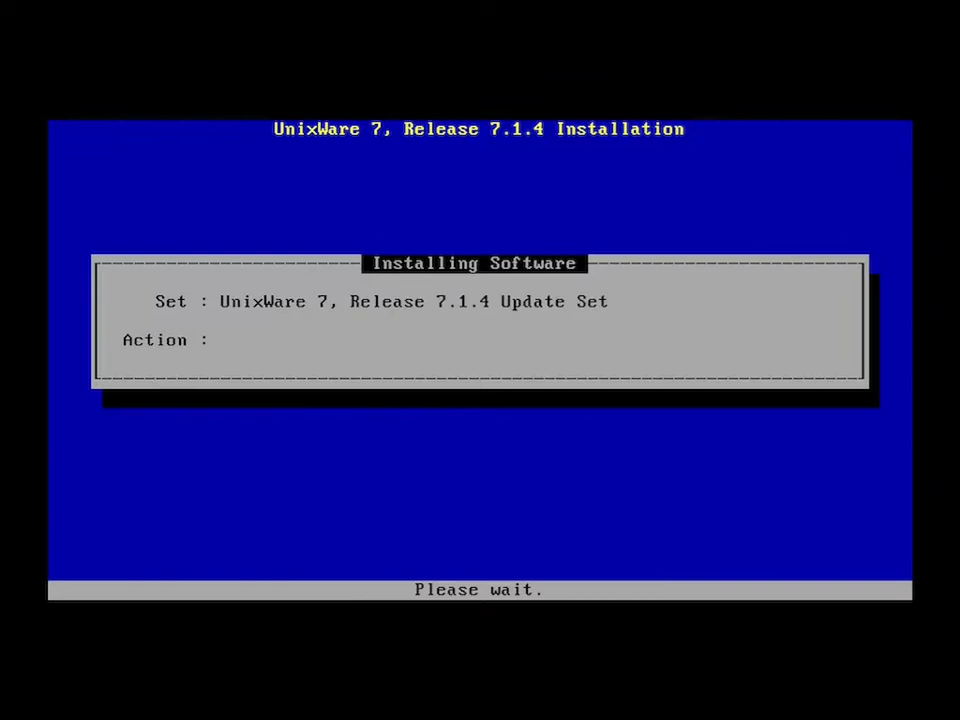 UnixWare 7, Release 7.1.4 Installation
Installing Software
Set : UnixWare 7, Release 7.1.4 Update Set
Action :
Please wait.